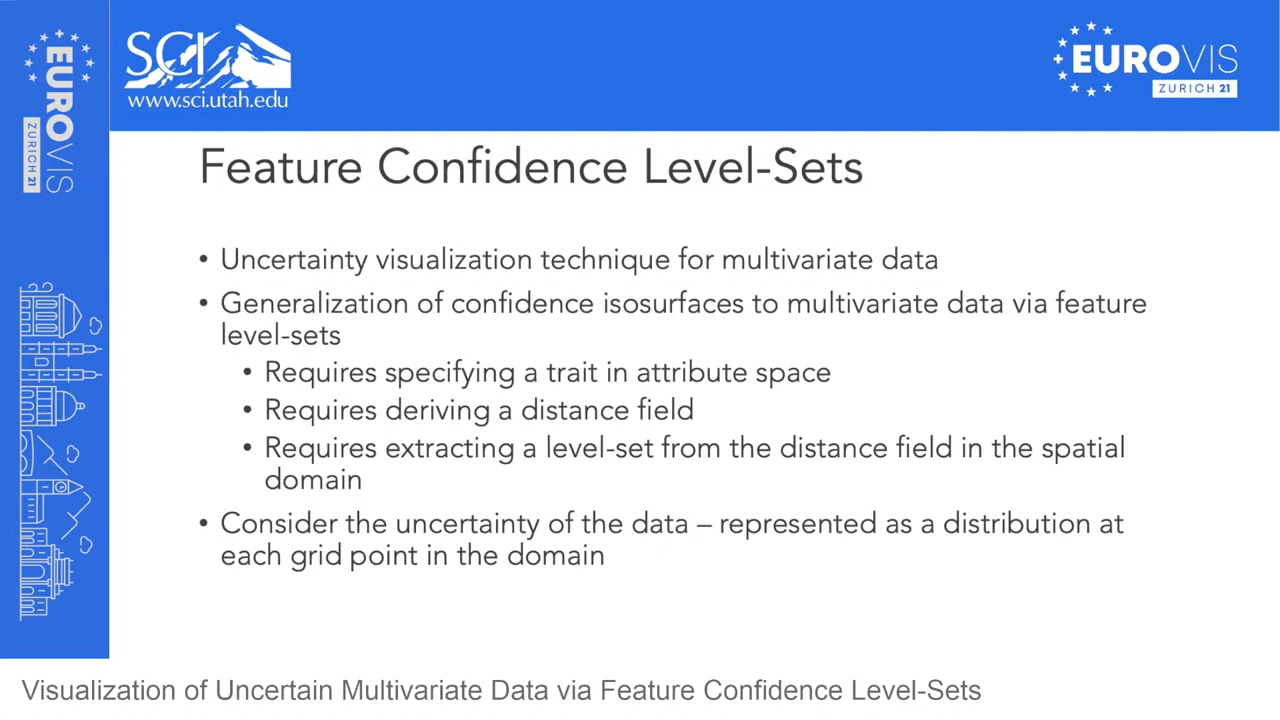 EUROVIS
ZURICH 21
SCI
www.sci.utah.edu
EUROVIS
ZURICH 21
Feature Confidence Level-Sets
• Uncertainty visualization technique for multivariate data
• Generalization of confidence isosurfaces to multivariate data via feature
level-sets
• Requires specifying a trait in attribute space
• Requires deriving a distance field
• Requires extracting a level-set from the distance field in the spatial
domain
• Consider the uncertainty of the data – represented as a distribution at
each grid point in the domain
Visualization of Uncertain Multivariate Data via Feature Confidence Level-Sets